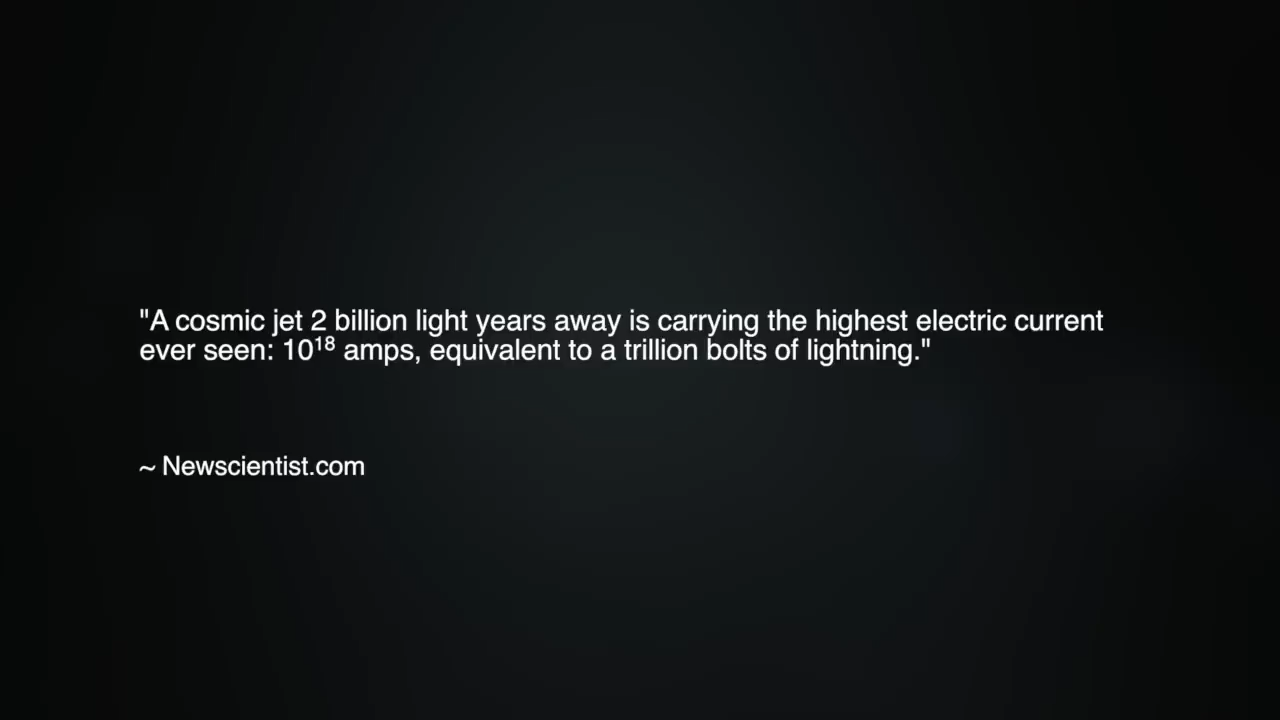 "A cosmic jet 2 billion light years away is carrying the highest electric current
ever seen: 10¹⁸ amps, equivalent to a trillion bolts of lightning."
~ Newscientist.com